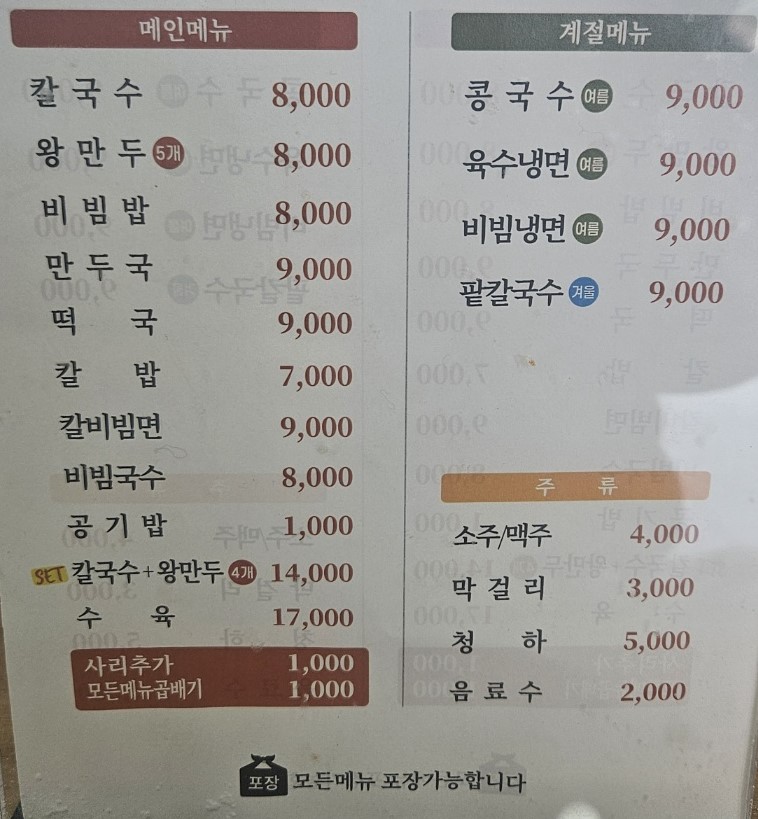 메인메뉴
칼국수 8,000
왕만두 5개 8,000
비빔밥 8,000
만두국 9,000
떡국 9,000
칼밥 7,000
칼비빔면 9,000
비빔국수 8,000
공기밥 1,000
SET 칼국수+왕만두 4개 14,000
수육 17,000
사리추가 1,000
모든메뉴곱배기 1,000
계절메뉴
콩국수 여름 9,000
육수냉면 여름 9,000
비빔냉면 여름 9,000
팥칼국수 겨울 9,000
주류
소주/맥주 4,000
막걸리 3,000
청하 5,000
음료수 2,000
포장 모든메뉴 포장가능합니다